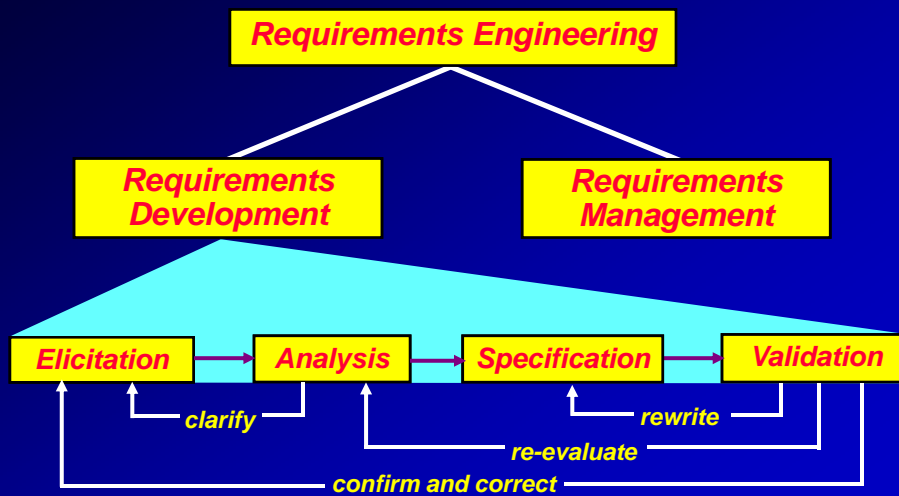 Requirements Engineering
Requirements
Development
Requirements
Management
Elicitation
Analysis
Specification
Validation
clarify
rewrite
re-evaluate
confirm and correct